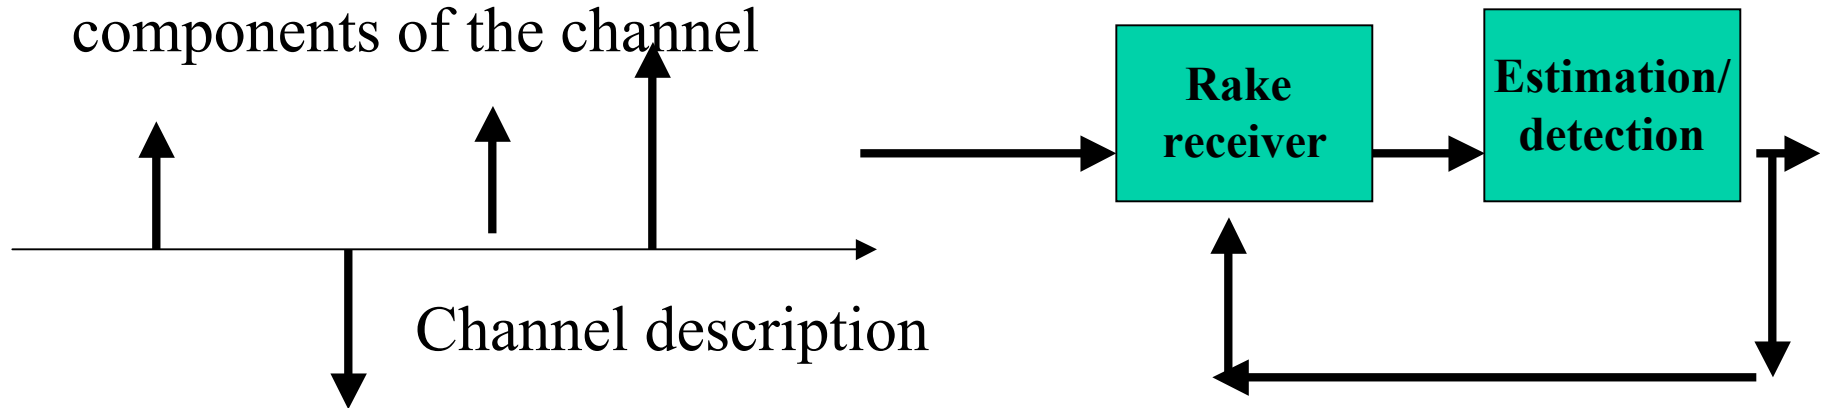 components of the channel
Channel description
Rake
receiver
Estimation/
detection